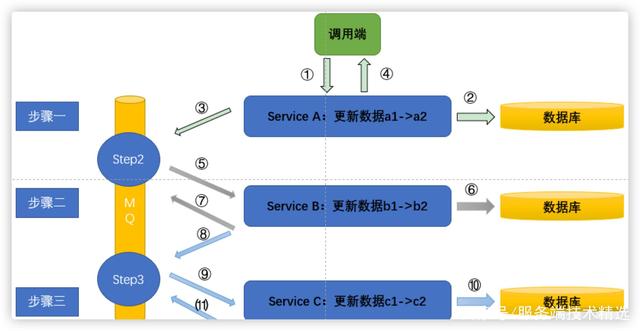 调用端
① ④
③ ②
步骤一 Service A：更新数据a1->a2 数据库
Step2
⑤
⑥
步骤二 Service B：更新数据b1->b2 数据库
⑦
M
Q
⑧
Step3
⑨ ⑩
步骤三 Service C：更新数据c1->c2 数据库
(11)
号/服务端技术精选